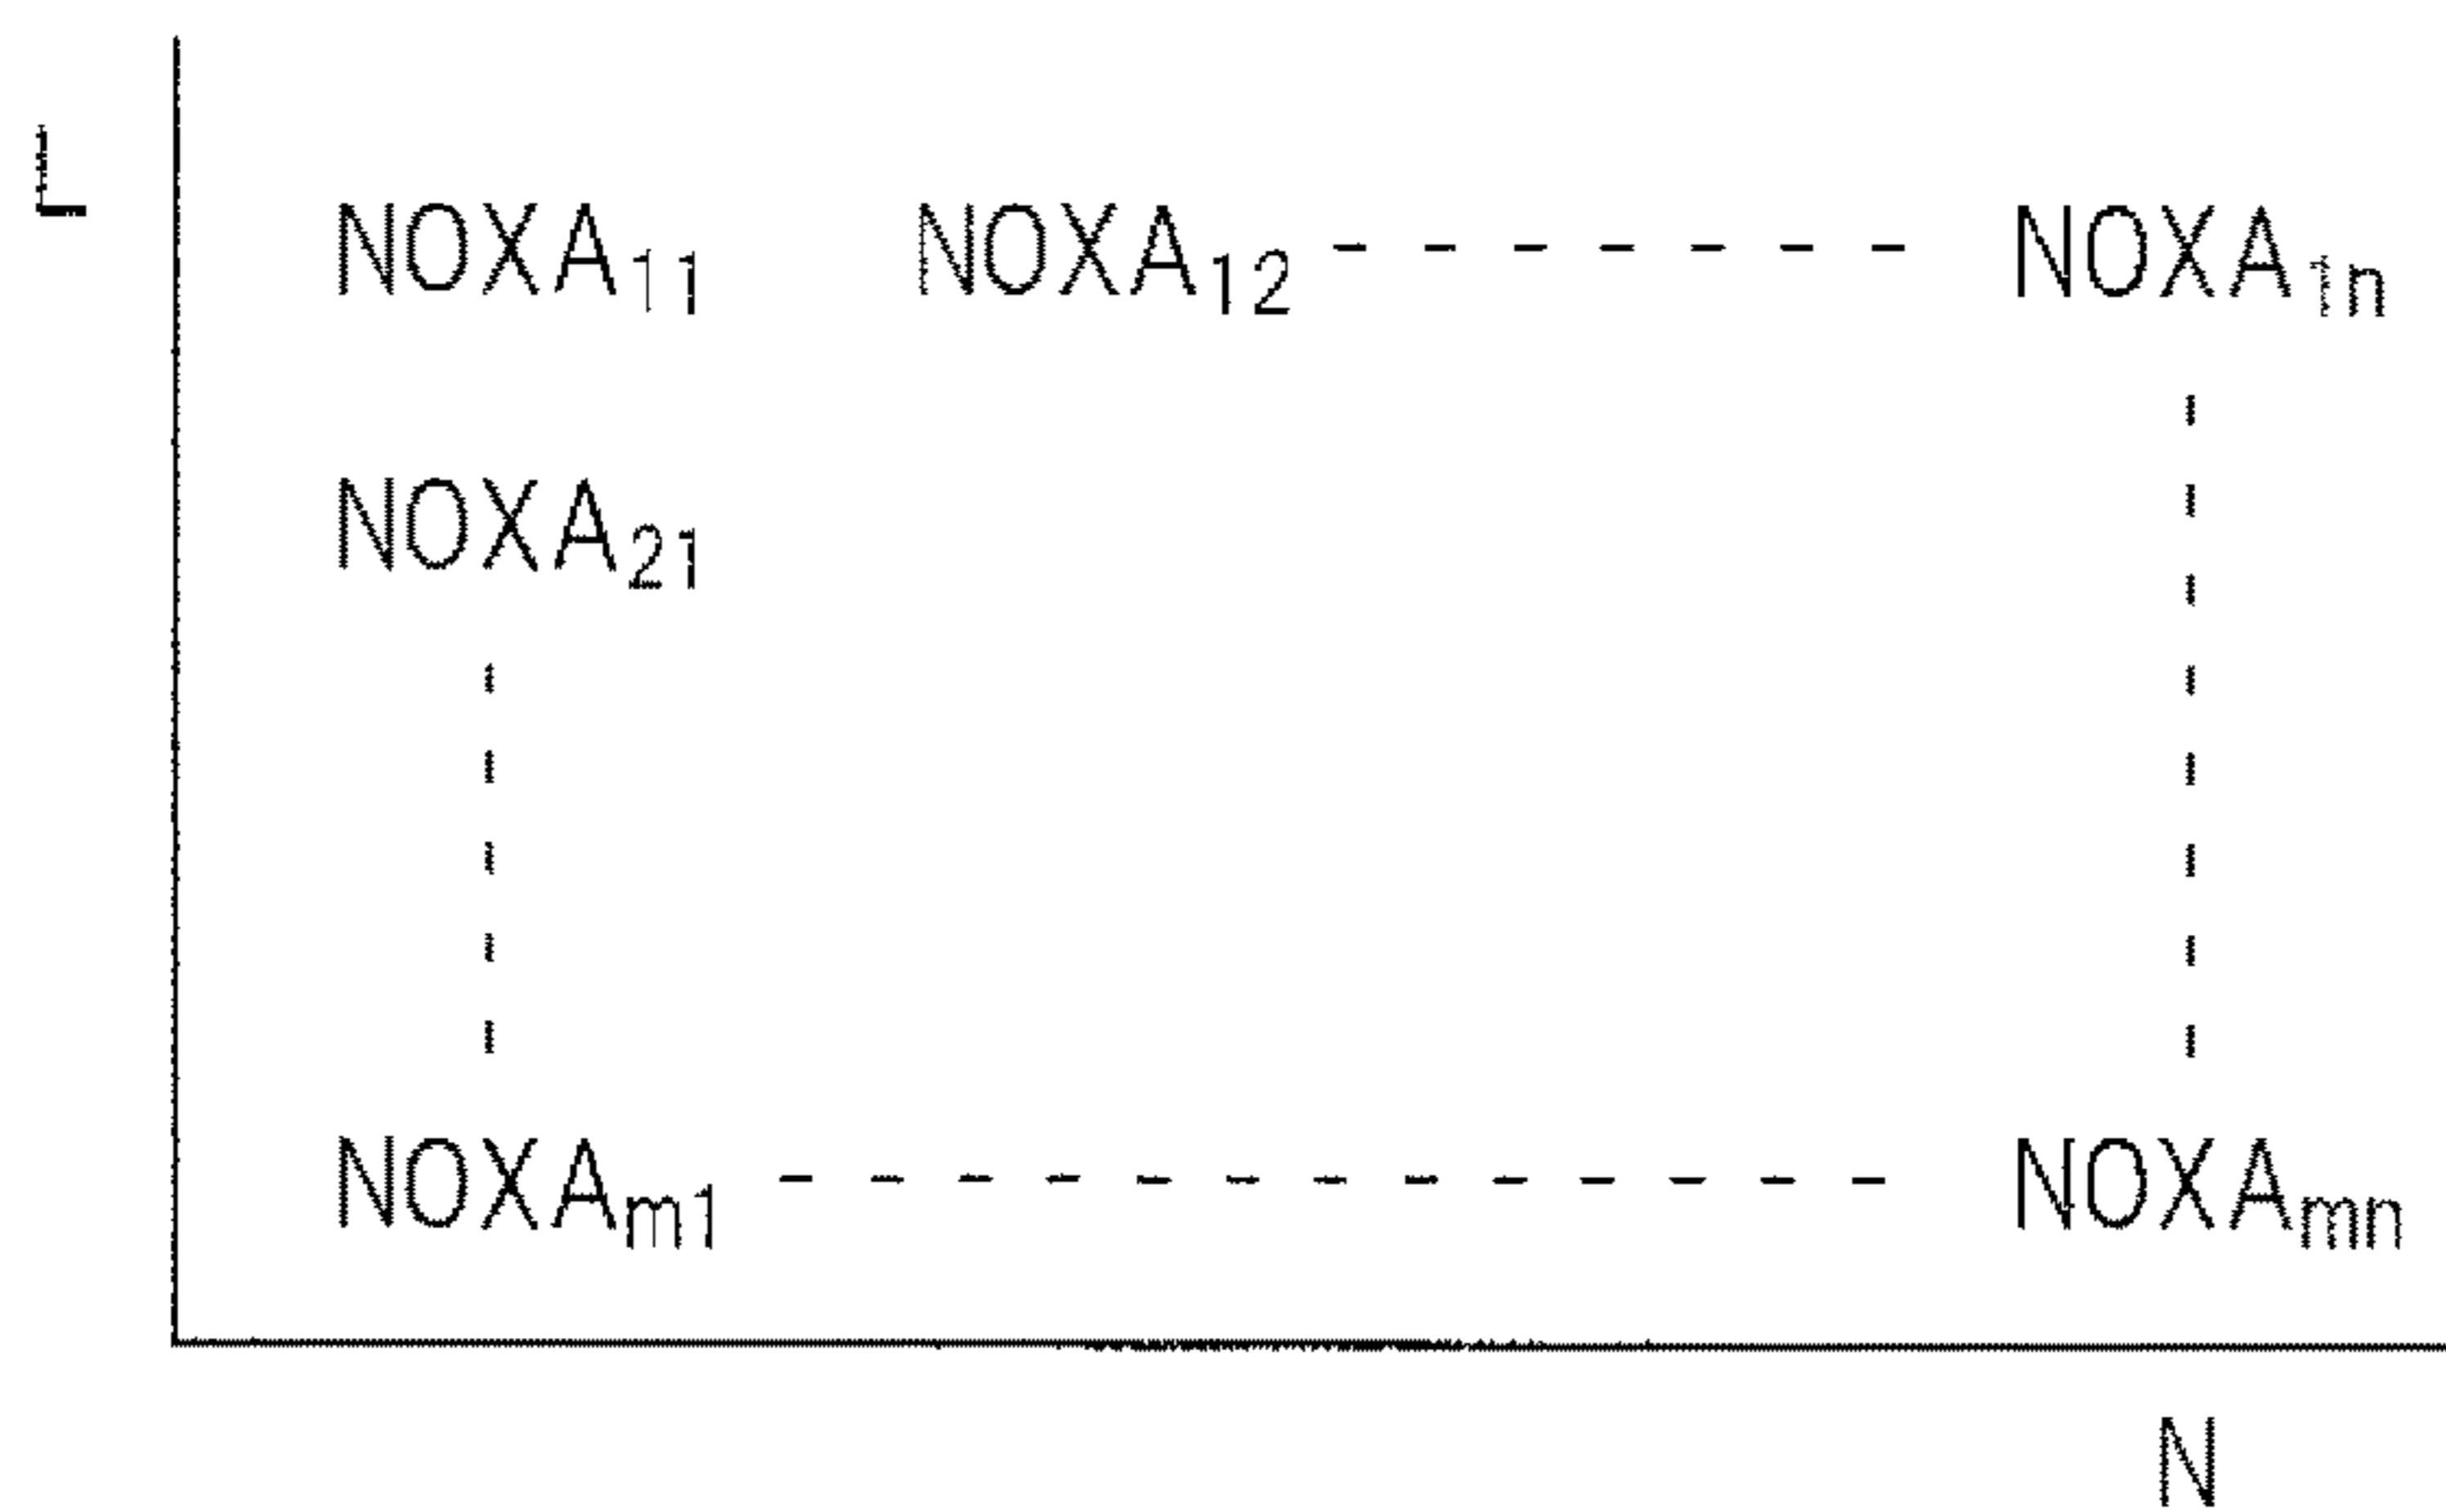 L
NOXA₁₁ NOXA₁₂ - - - - - - - NOXA₁ₙ
NOXA₂₁
NOXAₘ₁ - - - - - - - - - - - - - NOXAₘₙ
N